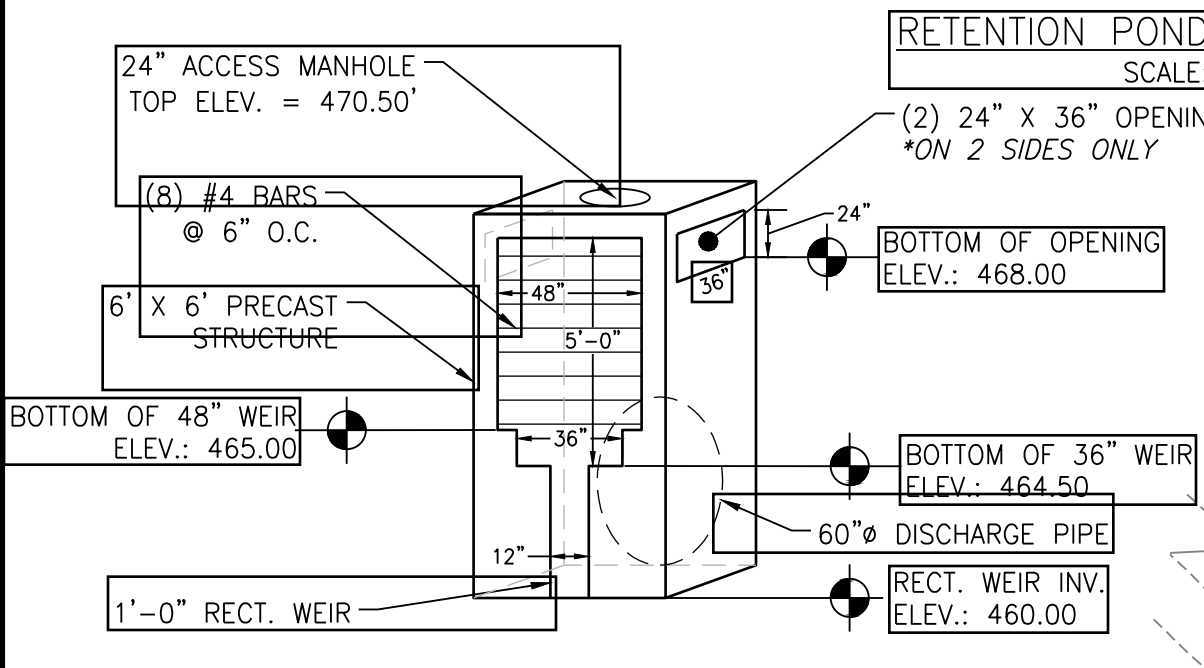 RETENTION POND
SCALE:
24" ACCESS MANHOLE
TOP ELEV. = 470.50'
(2) 24" X 36"
*ON 2 SIDES ONLY
(8) #4 BARS
@ 6" O.C.
24"
BOTTOM OF OPENING
ELEV.: 468.00
36"
48"
6' X 6' PRECAST
STRUCTURE
5'-0"
BOTTOM OF 48" WEIR
ELEV.: 465.00
36"
BOTTOM OF 36" WEIR
ELEV.: 464.50
60"ø DISCHARGE PIPE
12"
1'-0" RECT. WEIR
RECT. WEIR INV.
ELEV.: 460.00